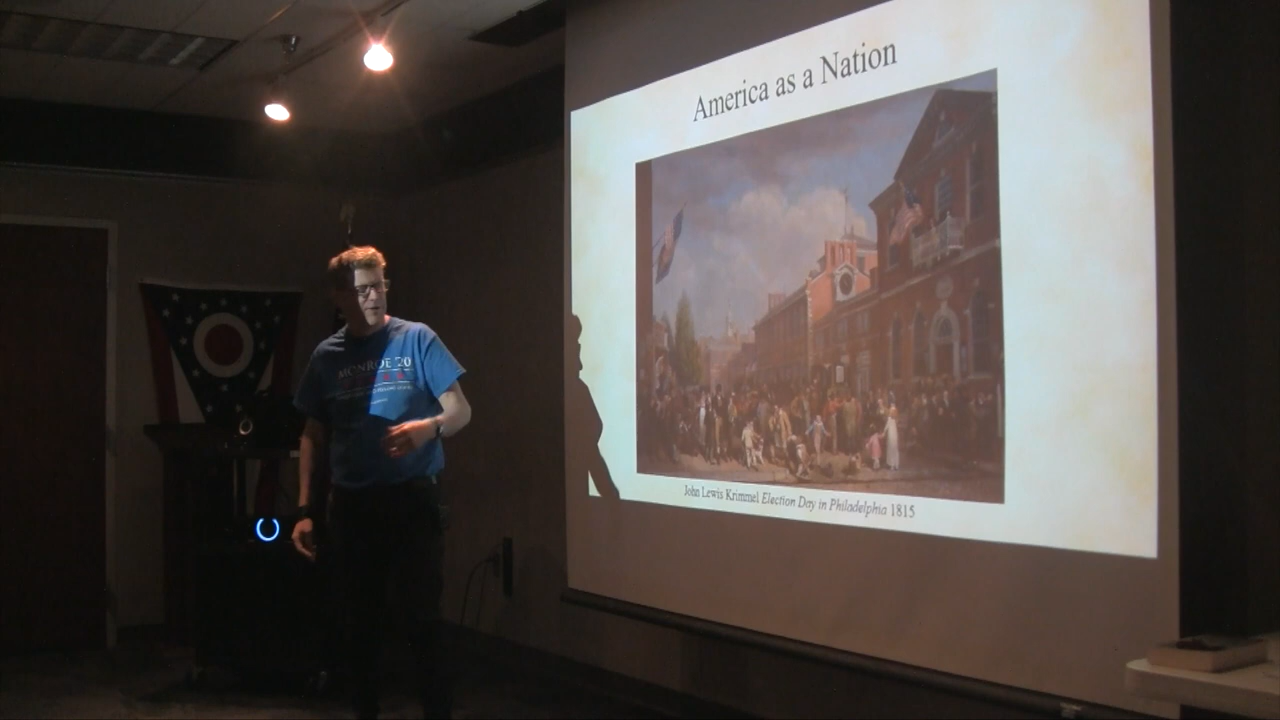 America as a Nation
MONROE '20
John Lewis Krimmel Election Day in Philadelphia 1815